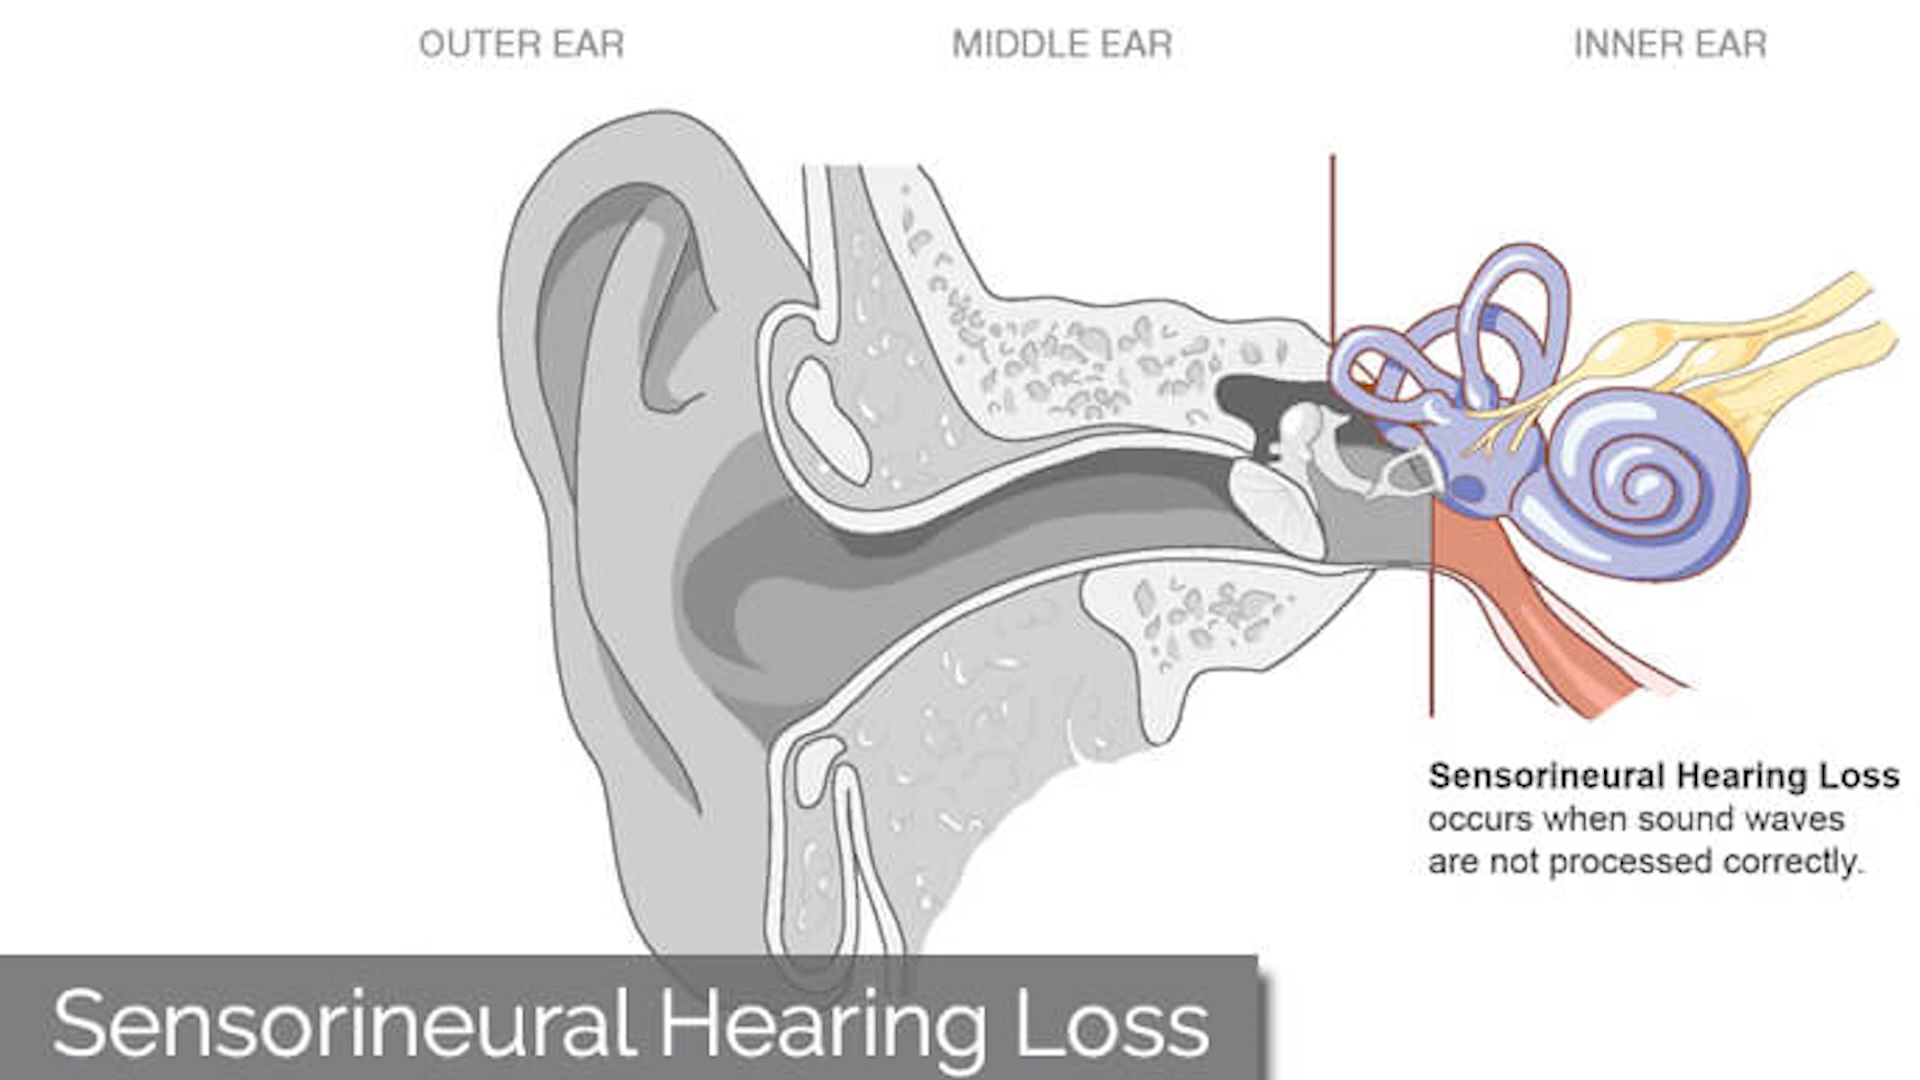 OUTER EAR
MIDDLE EAR
INNER EAR
Sensorineural Hearing Loss
occurs when sound waves
are not processed correctly.
Sensorineural Hearing Loss